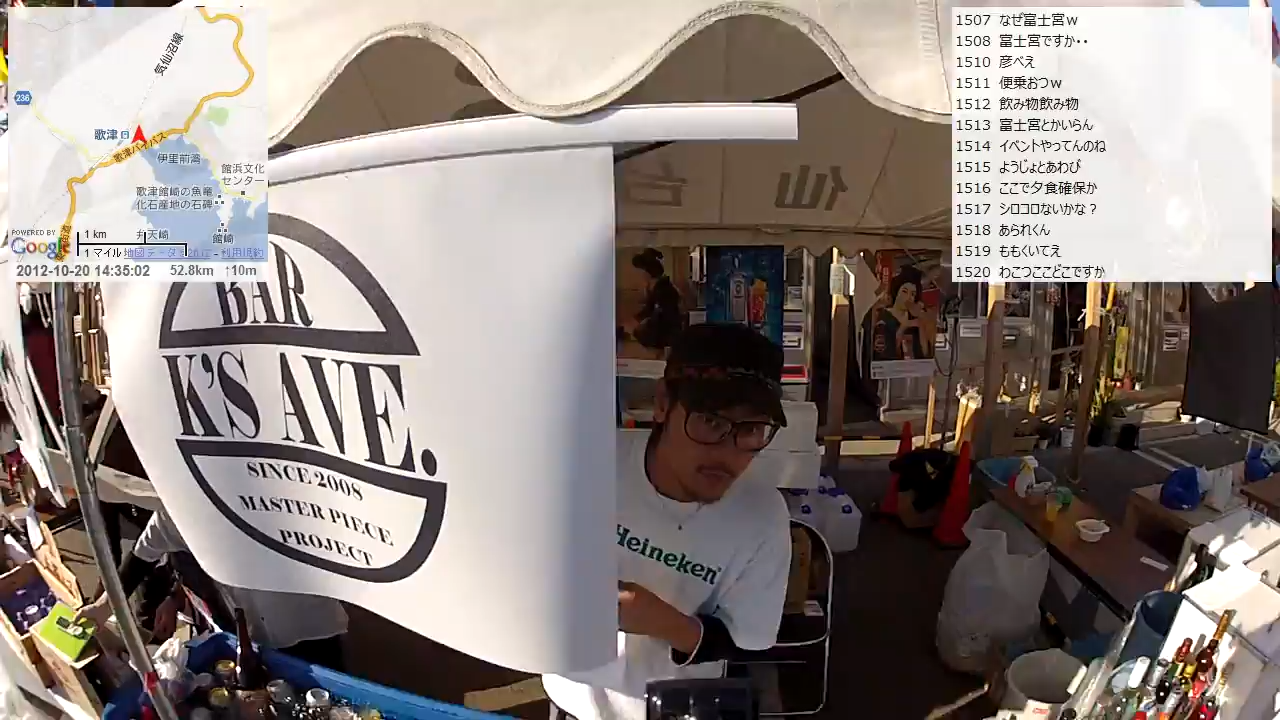 気仙沼線
236
歌津
歌津バイパス
伊里前湾
館浜文化
センター
歌津館崎の魚竜
化石産地の石碑
弁天崎
館崎
POWERED BY
Google
1 km
1 マイル
2012-10-20 14:35:02 52.8km 10m
1507 なぜ富士宮ｗ
1508 富士宮ですか・・
1510 彦べえ
1511 便乗おつｗ
1512 飲み物飲み物
1513 富士宮とかいらん
1514 イベントやってんのね
1515 ようじょとあわび
1516 ここで夕食確保か
1517 シロコロないかな？
1518 あられくん
1519 ももくいてえ
1520 わこつここどこですか
仙
BAR
K'S AVE.
SINCE 2008
MASTER PIECE
PROJECT
Heineken